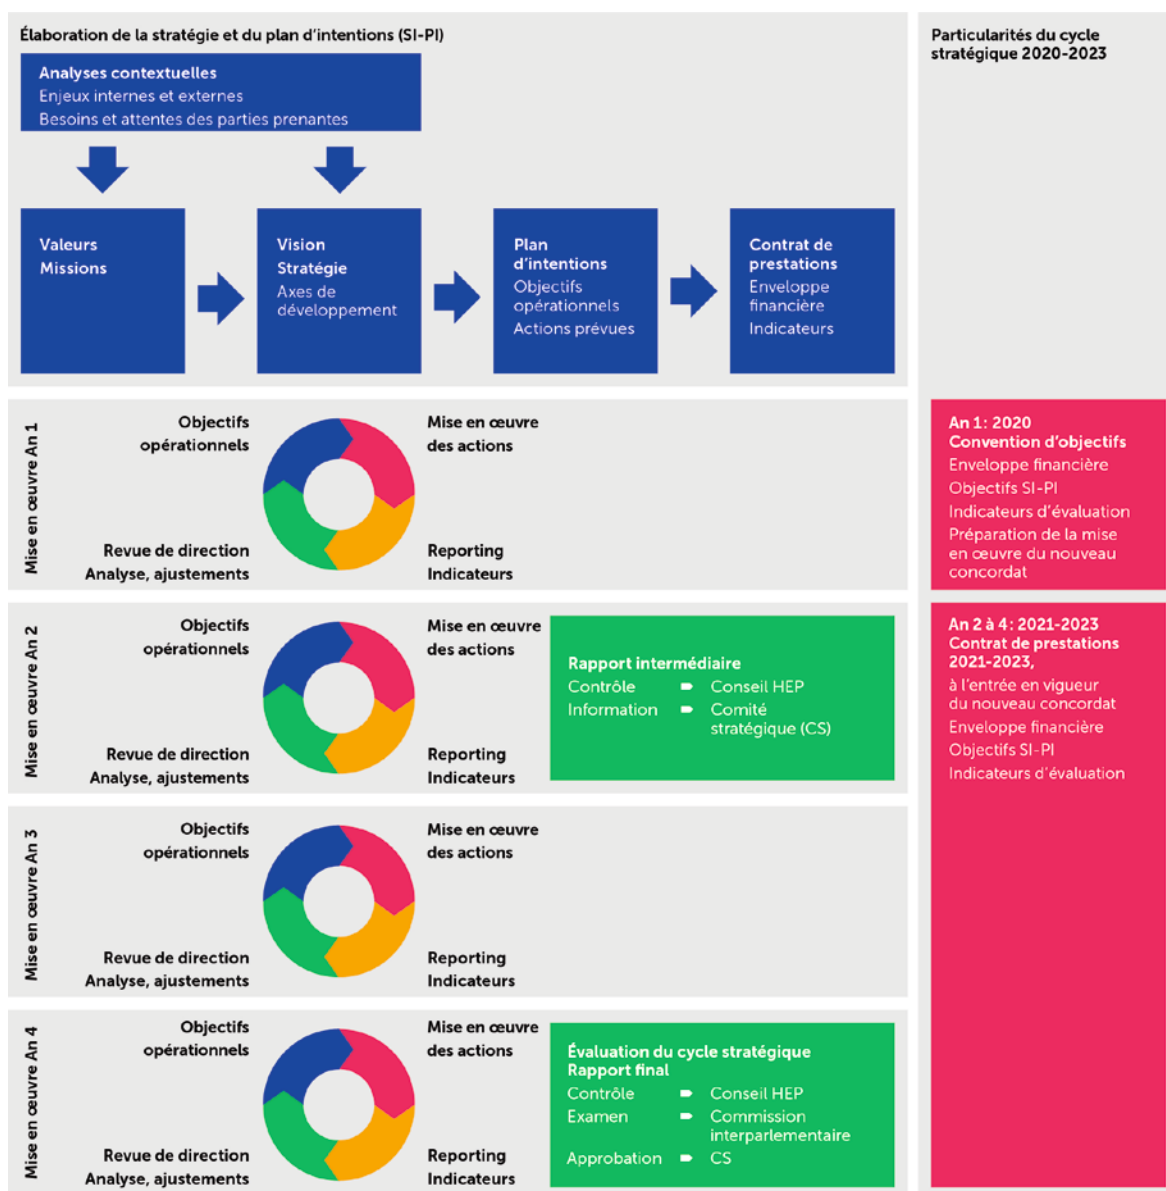 Élaboration de la stratégie et du plan d'intentions (SI-PI)
Analyses contextuelles
Enjeux internes et externes
Besoins et attentes des parties prenantes
Valeurs
Missions
Vision
Stratégie
Axes de
développement
Plan
d'intentions
Objectifs
opérationnels
Actions prévues
Contrat de
prestations
Enveloppe
financière
Indicateurs
Particularités du cycle
stratégique 2020-2023
Mise en œuvre An 1
Objectifs
opérationnels
Mise en œuvre
des actions
Revue de direction
Analyse, ajustements
Reporting
Indicateurs
An 1: 2020
Convention d'objectifs
Enveloppe financière
Objectifs SI-PI
Indicateurs d'évaluation
Préparation de la mise
en œuvre du nouveau
concordat
Mise en œuvre An 2
Objectifs
opérationnels
Mise en œuvre
des actions
Revue de direction
Analyse, ajustements
Reporting
Indicateurs
Rapport intermédiaire
Contrôle Conseil HEP
Information Comité
stratégique (CS)
An 2 à 4: 2021-2023
Contrat de prestations
2021-2023,
à l'entrée en vigueur
du nouveau concordat
Enveloppe financière
Objectifs SI-PI
Indicateurs d'évaluation
Mise en œuvre An 3
Objectifs
opérationnels
Mise en œuvre
des actions
Revue de direction
Analyse, ajustements
Reporting
Indicateurs
Mise en œuvre An 4
Objectifs
opérationnels
Mise en œuvre
des actions
Revue de direction
Analyse, ajustements
Reporting
Indicateurs
Évaluation du cycle stratégique
Rapport final
Contrôle Conseil HEP
Examen Commission
interparlementaire
Approbation CS